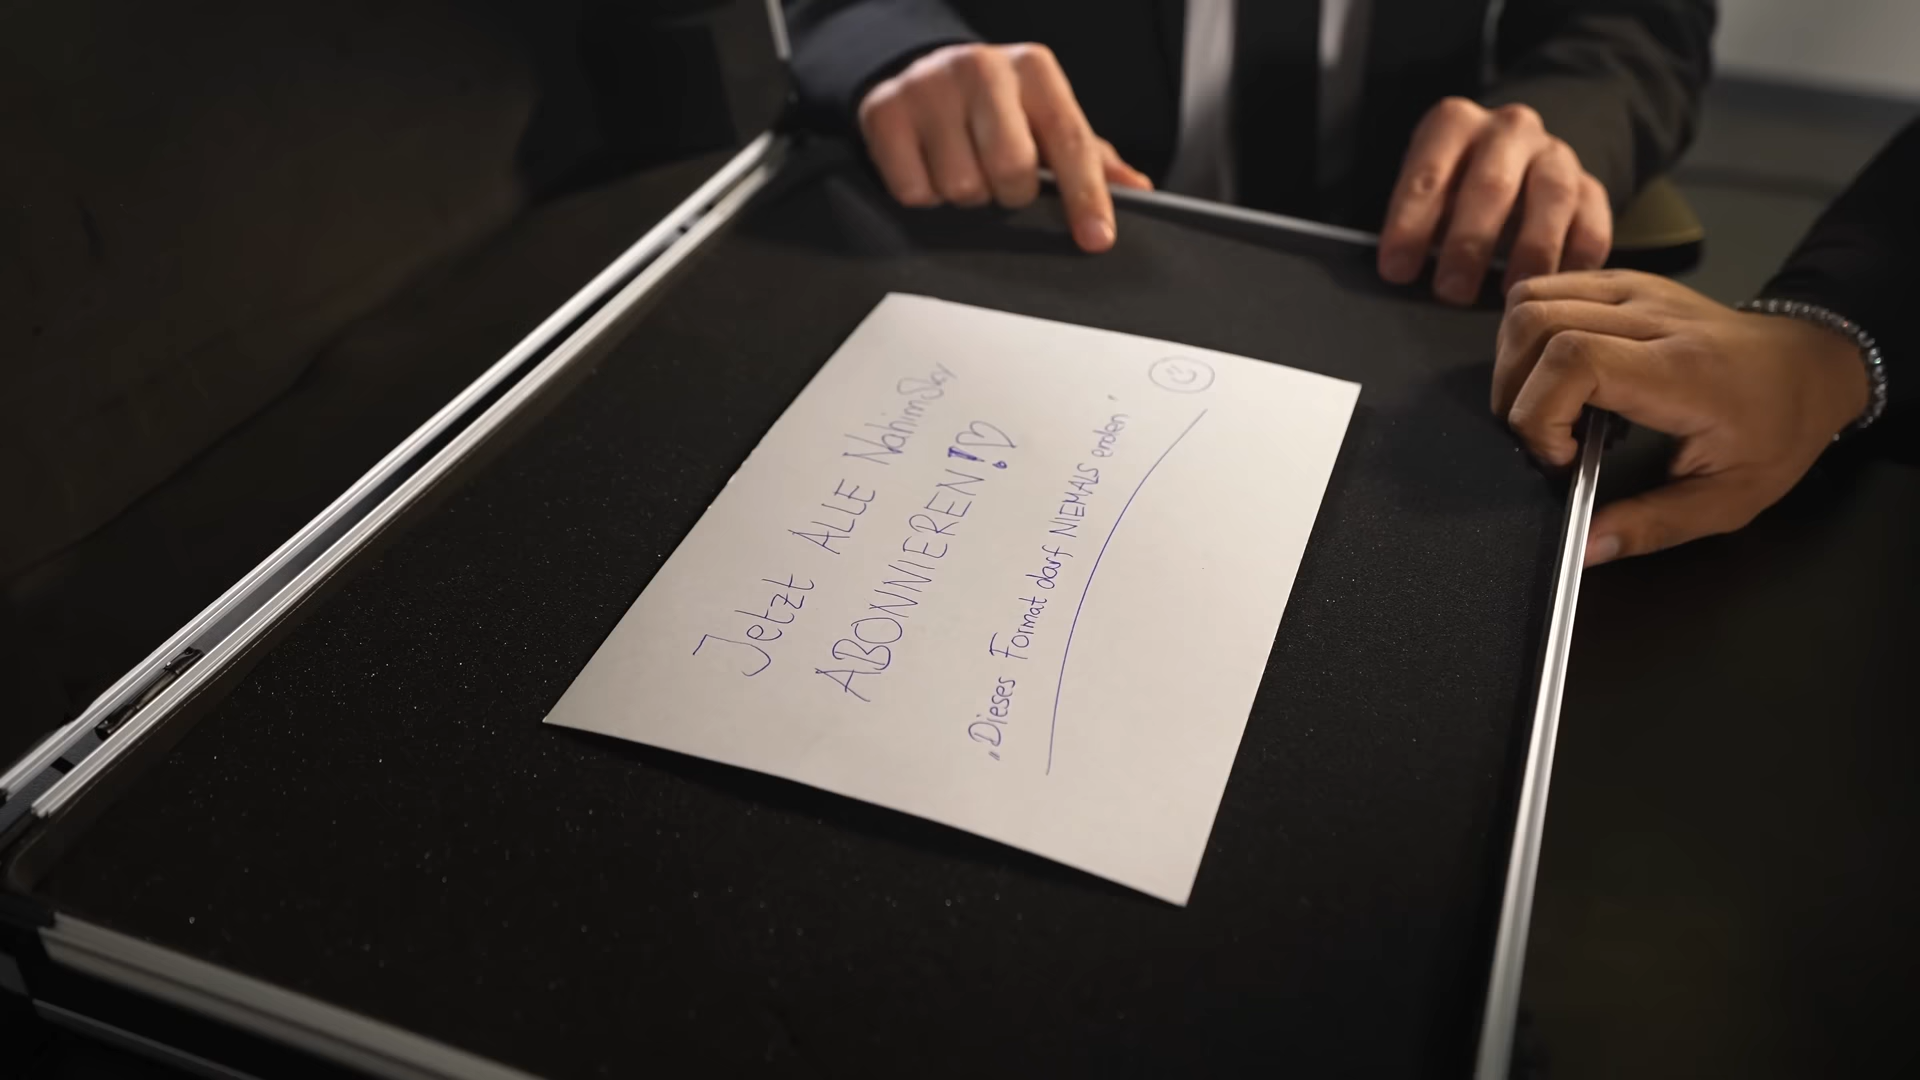 Jetzt ALLE NahimSky
ABONNIEREN!♡
„Dieses Format darf NIEMALS enden"